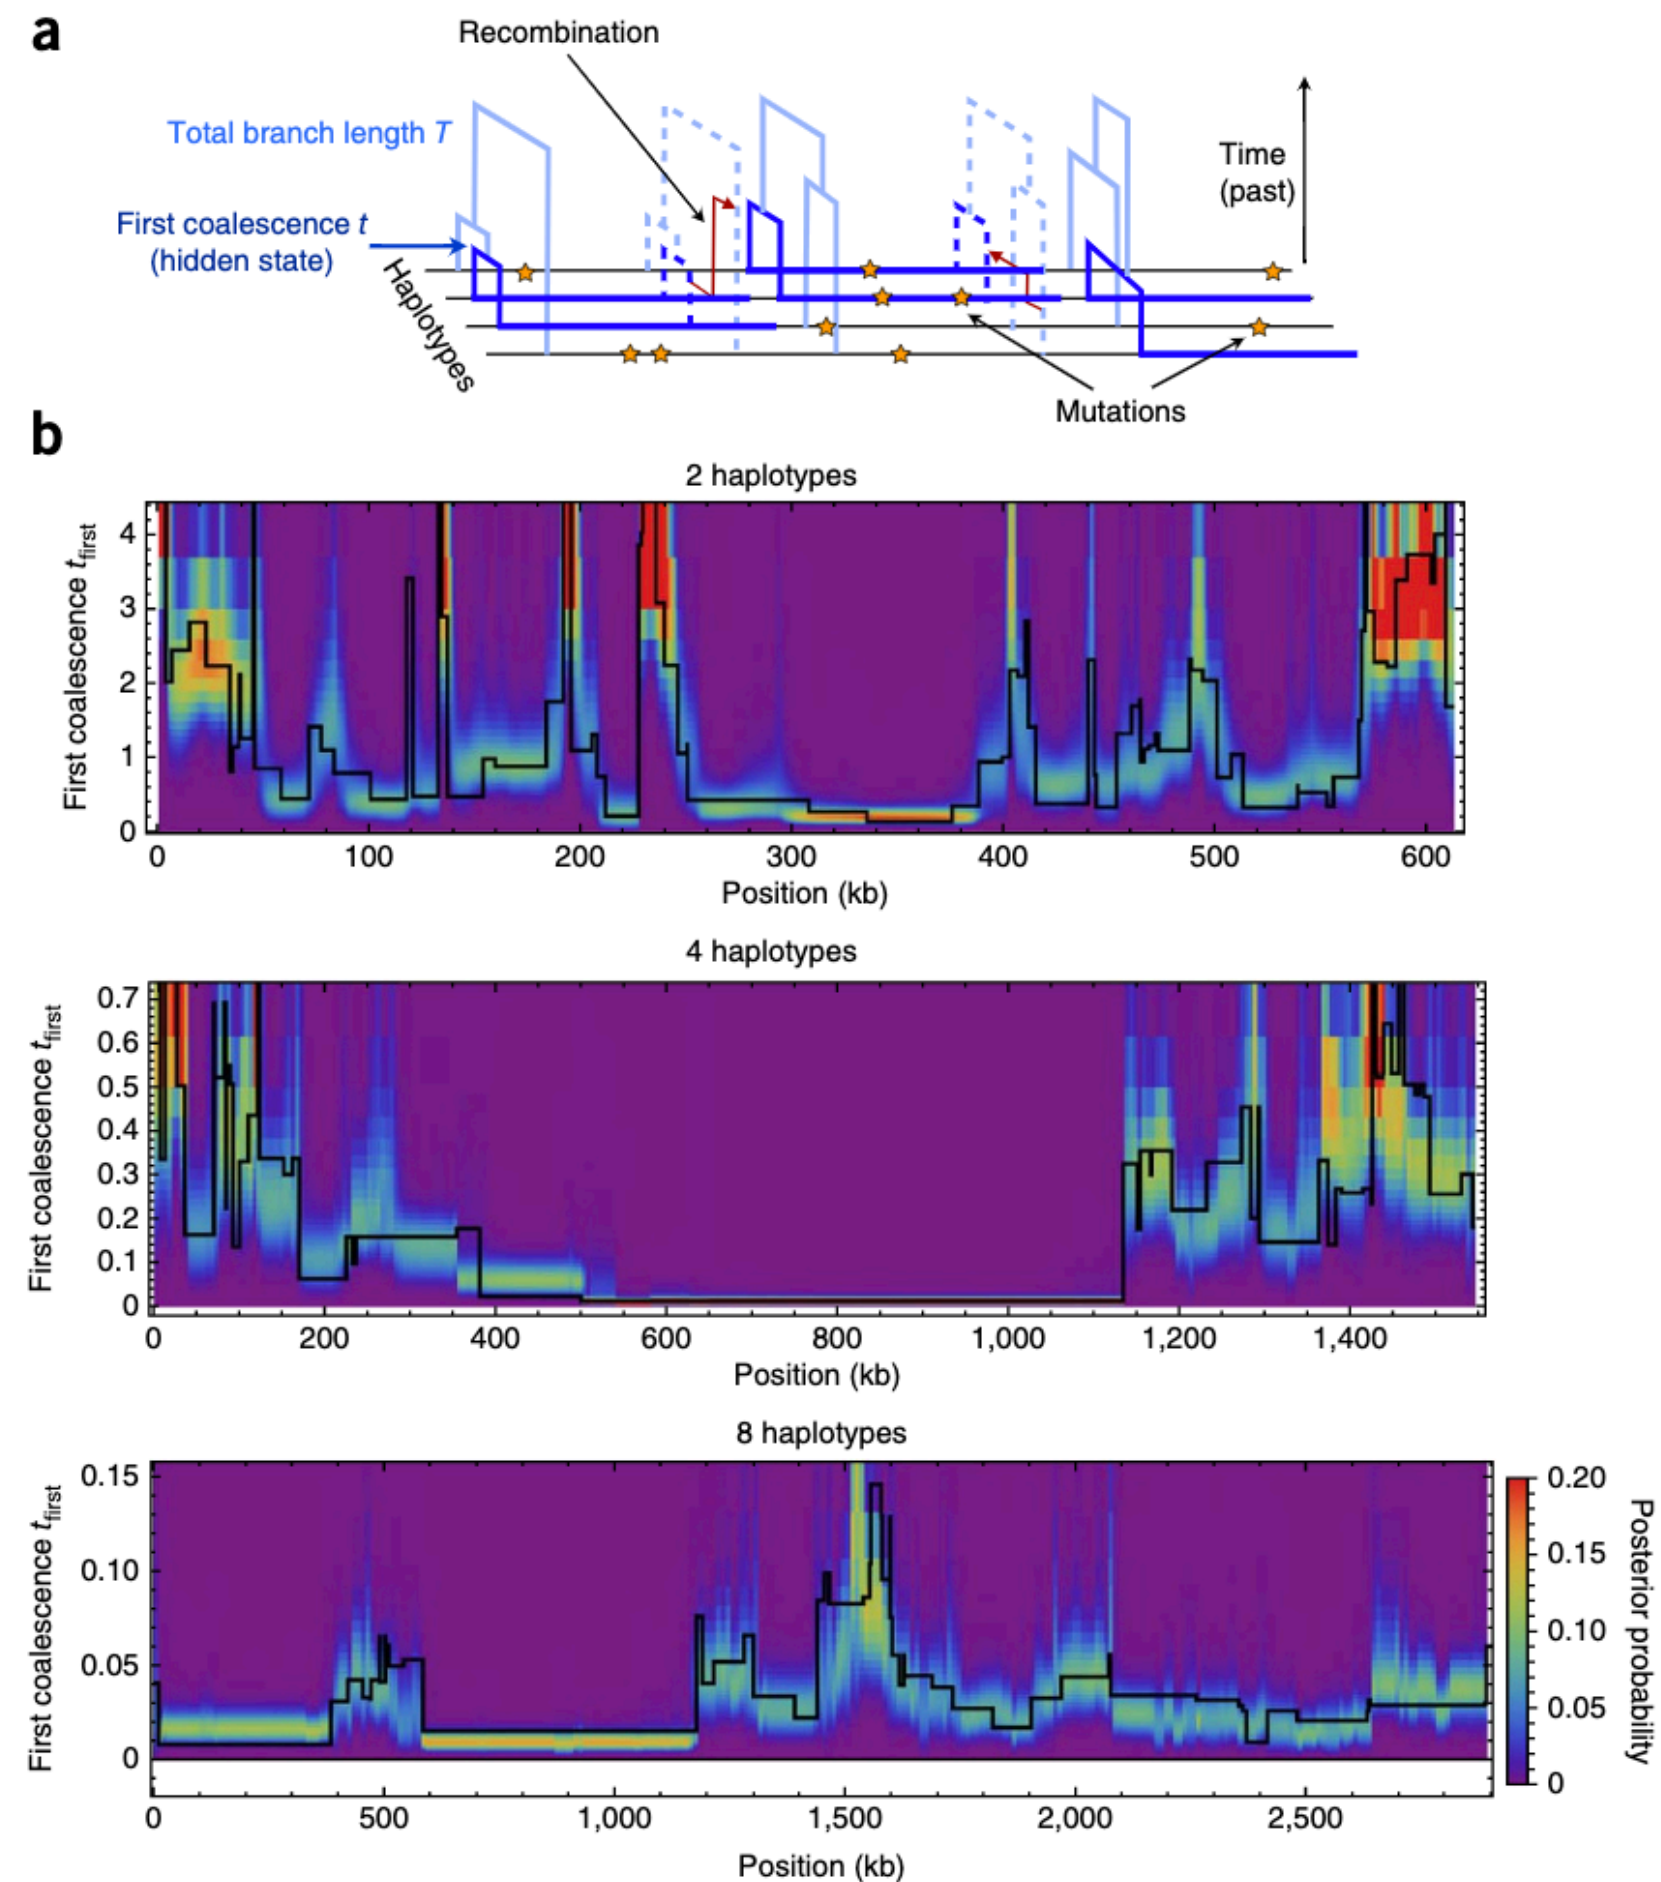 a
Recombination
Total branch length T
Time
(past)
First coalescence t
(hidden state)
Haplotypes
Mutations
b
2 haplotypes
First coalescence tfirst
4
3
2
1
0
0 100 200 300 400 500 600
Position (kb)
4 haplotypes
First coalescence tfirst
0.7
0.6
0.5
0.4
0.3
0.2
0.1
0
0 200 400 600 800 1,000 1,200 1,400
Position (kb)
8 haplotypes
First coalescence tfirst
0.15
0.10
0.05
0
0 500 1,000 1,500 2,000 2,500
Position (kb)
0.20
0.15
0.10
0.05
0
Posterior probability